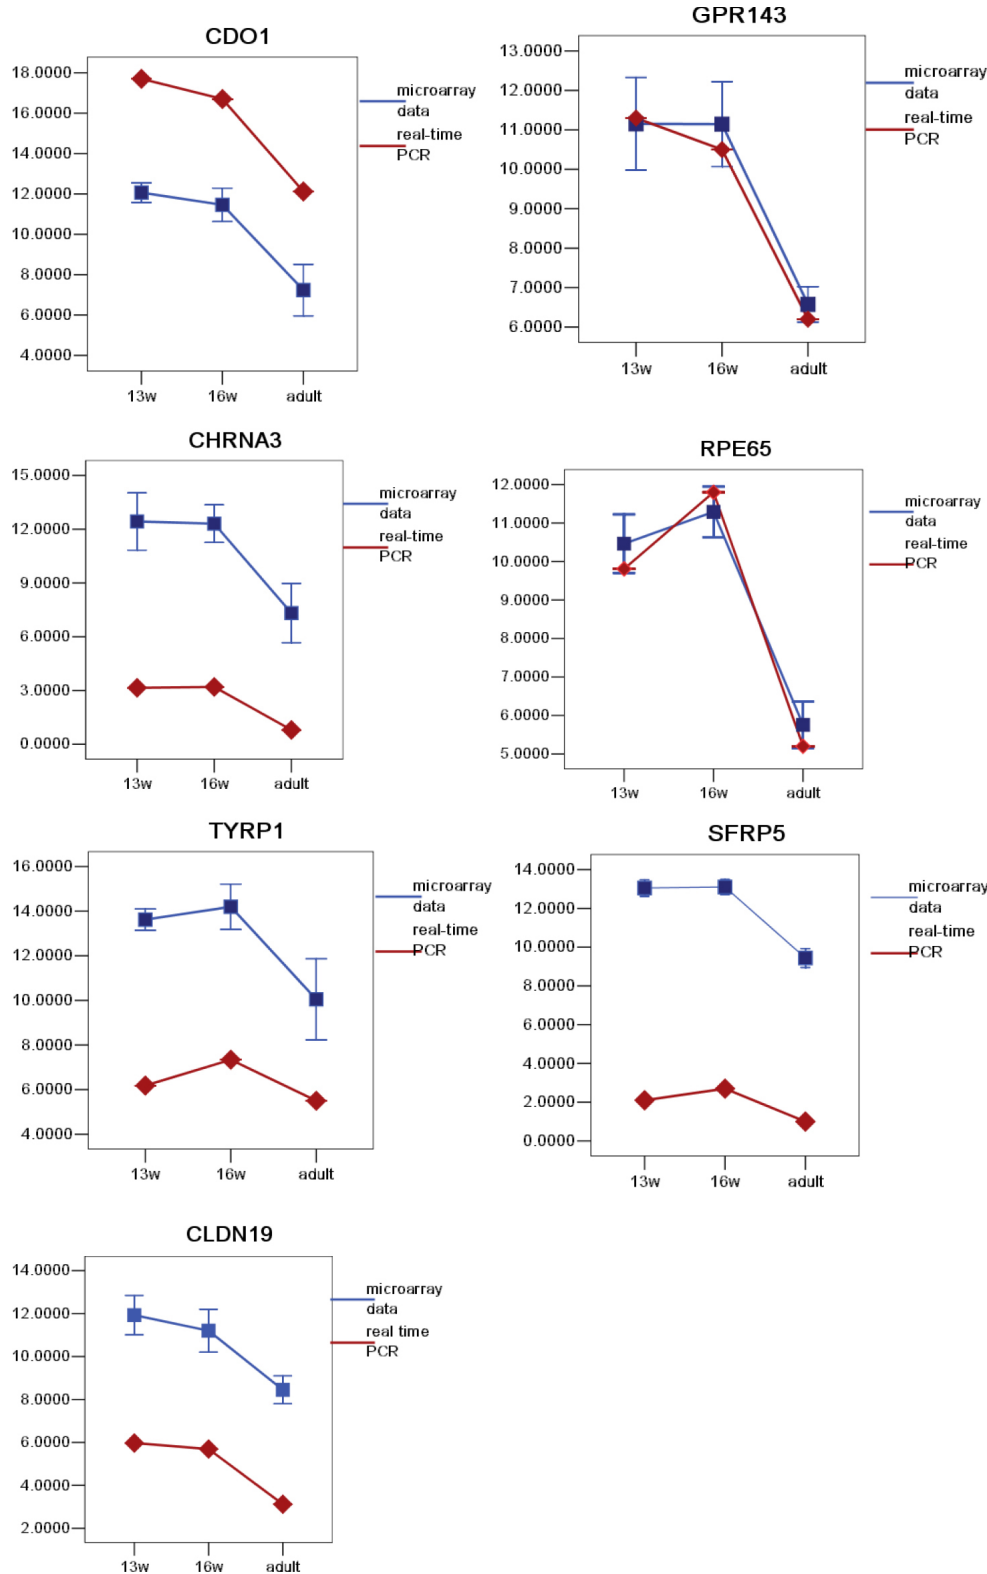 CDO1
18.0000
16.0000
14.0000
12.0000
10.0000
8.0000
6.0000
4.0000
13w 16w adult
microarray
data
real-time
PCR
GPR143
13.0000
12.0000
11.0000
10.0000
9.0000
8.0000
7.0000
6.0000
13w 16w adult
microarray
data
real-time
PCR
CHRNA3
15.0000
12.0000
9.0000
6.0000
3.0000
0.0000
13w 16w adult
microarray
data
real-time
PCR
RPE65
12.0000
11.0000
10.0000
9.0000
8.0000
7.0000
6.0000
5.0000
13w 16w adult
microarray
data
real-time
PCR
TYRP1
16.0000
14.0000
12.0000
10.0000
8.0000
6.0000
4.0000
13w 16w adult
microarray
data
real-time
PCR
SFRP5
14.0000
12.0000
10.0000
8.0000
6.0000
4.0000
2.0000
0.0000
13w 16w adult
microarray
data
real-time
PCR
CLDN19
14.0000
12.0000
10.0000
8.0000
6.0000
4.0000
2.0000
13w 16w adult
microarray
data
real time
PCR